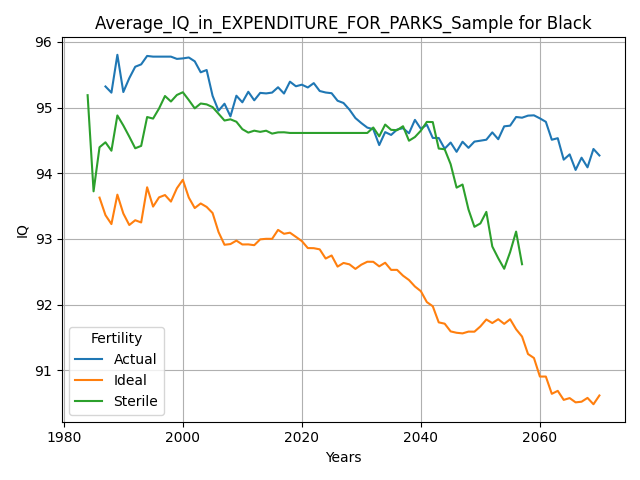 Average_IQ_in_EXPENDITURE_FOR_PARKS_Sample for Black
96
95
94
93
92
91
IQ
Fertility
Actual
Ideal
Sterile
1980
2000
2020
2040
2060
Years